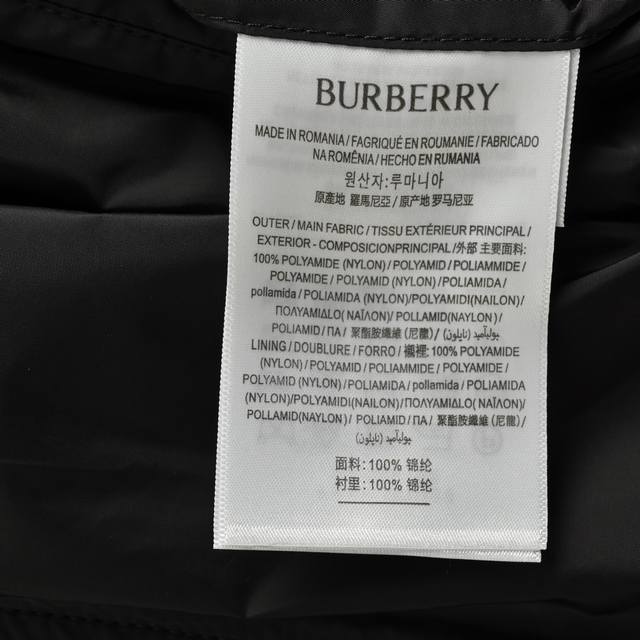 BURBERRY
MADE IN ROMANIA / FAGRIQUÉ EN ROUMANIE / FABRICADO
NA ROMÊNIA / HECHO EN RUMANIA
원산자:루마니아
原產地 羅馬尼亞 / 原产地 罗马尼亚
OUTER / MAIN FABRIC / TISSU EXTÉRIEUR PRINCIPAL /
EXTERIOR - COMPOSICIONPRINCIPAL /外部 主要面料:
100% POLYAMIDE (NYLON) / POLYAMID / POLIAMMIDE /
POLYAMIDE / POLYAMID (NYLON) / POLIAMIDA /
pollamida / POLIAMIDA (NYLON)/POLYAMIDI(NAILON)/
ΠΟΛΥΑΜΙΔΟ( ΝΑΪΛΟΝ)/ POLLAMID(NAYLON) /
POLIAMID / ПА / 聚酯胺纖維 (尼龍) / بوليأميد (نايلون)
LINING / DOUBLURE / FORRO / 襯裡: 100% POLYAMIDE
(NYLON) / POLYAMID / POLIAMMIDE / POLYAMIDE /
POLYAMID (NYLON) / POLIAMIDA / pollamida / POLIAMIDA
(NYLON)/POLYAMIDI(NAILON)/ΠΟΛΥΑΜΙΔΟ( ΝΑΪΛΟΝ)/
POLLAMID(NAYLON) / POLIAMID / ПА / 聚酯胺纖維 (尼龍) /
بوليأميد (نايلون)
面料: 100% 锦纶
衬里: 100% 锦纶